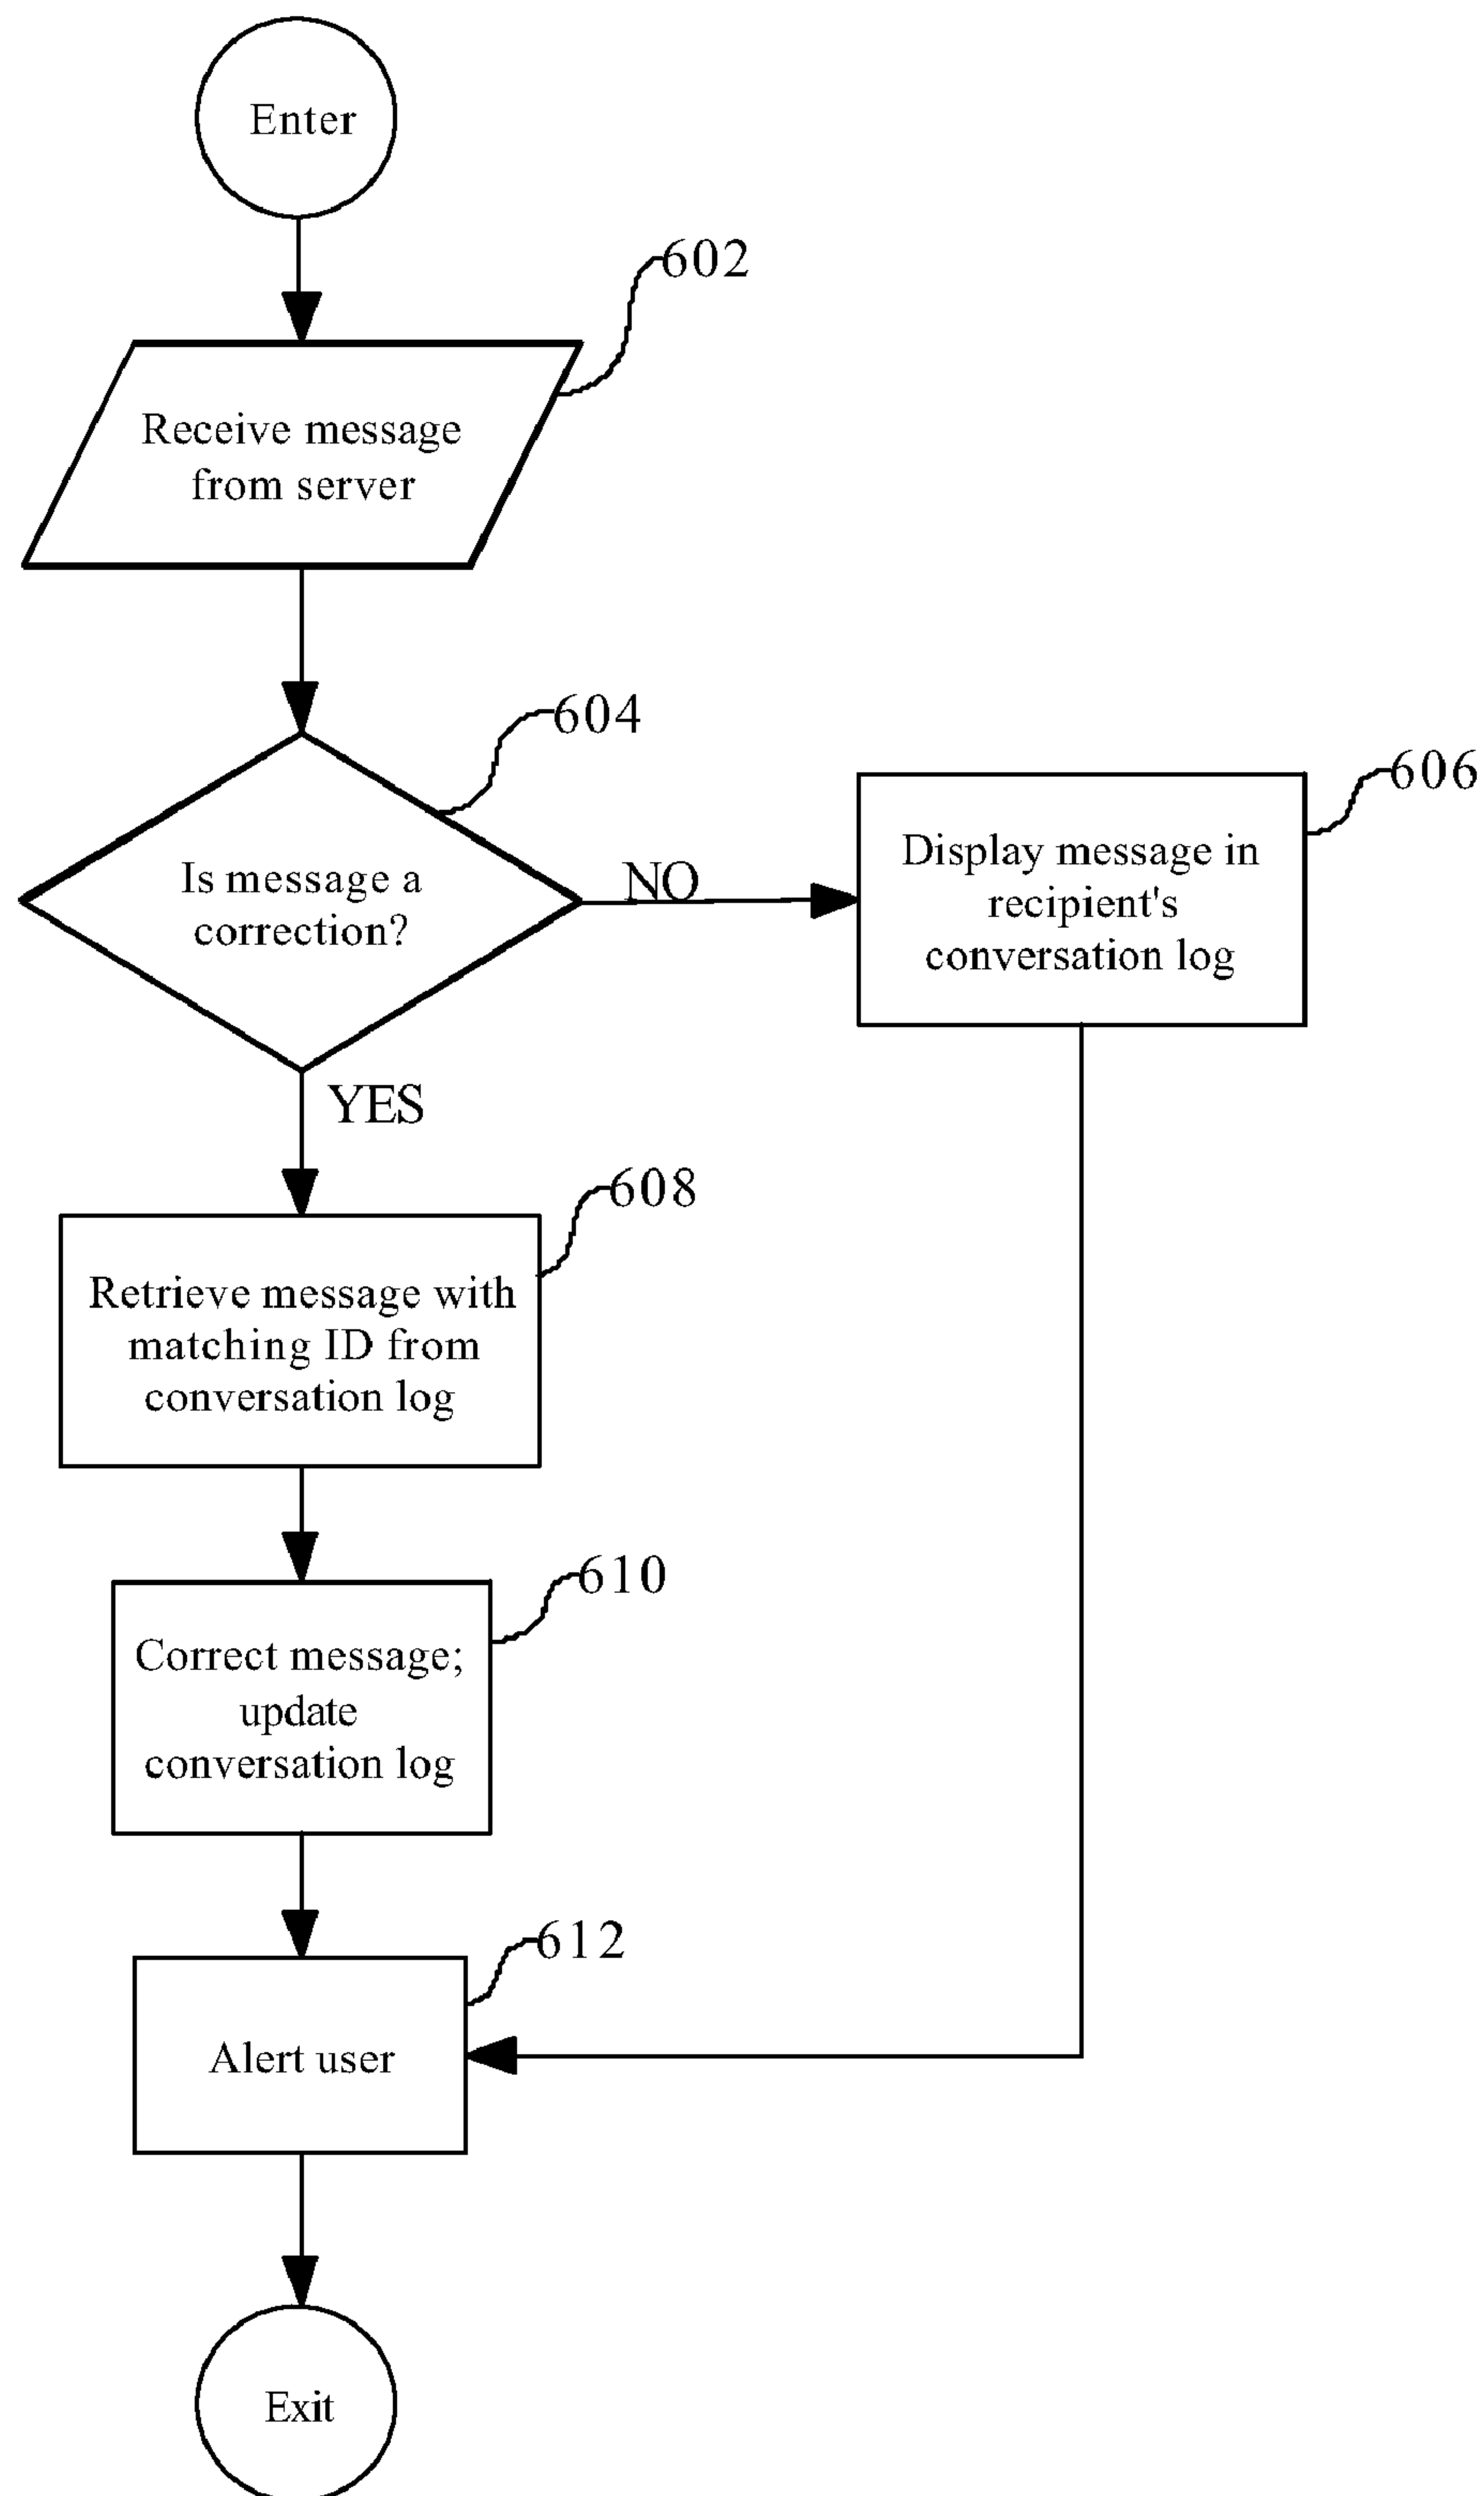 Enter
602
Receive message
from server
604
Is message a
correction?
NO
606
Display message in
recipient's
conversation log
YES
608
Retrieve message with
matching ID from
conversation log
610
Correct message;
update
conversation log
612
Alert user
Exit